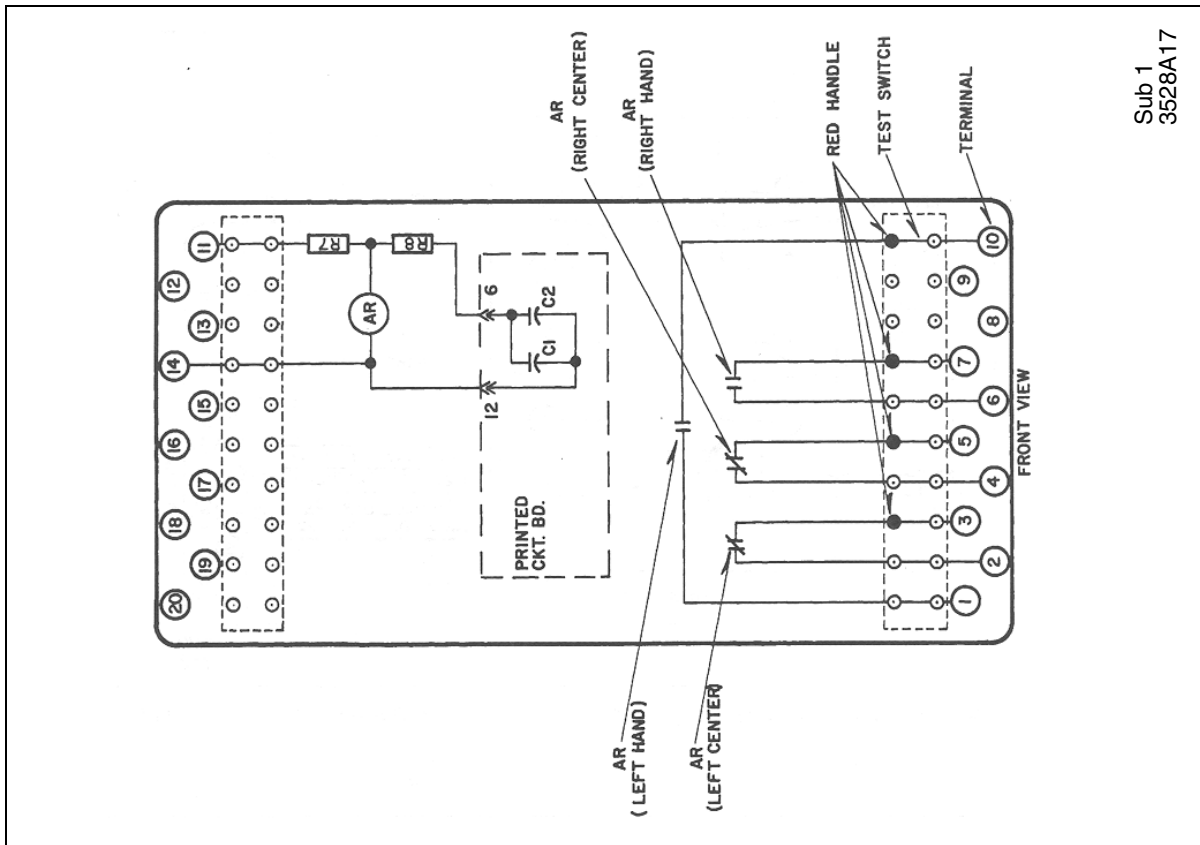 Sub 1
3528A17
AR
(RIGHT CENTER)
AR
(RIGHT HAND)
RED HANDLE
TEST SWITCH
TERMINAL
11
12
13
14
15
16
17
18
19
20
R7
R8
AR
6
C2
C1
12
PRINTED
CKT. BD.
10
9
8
7
6
5
4
3
2
1
FRONT VIEW
AR
(LEFT HAND)
AR
(LEFT CENTER)